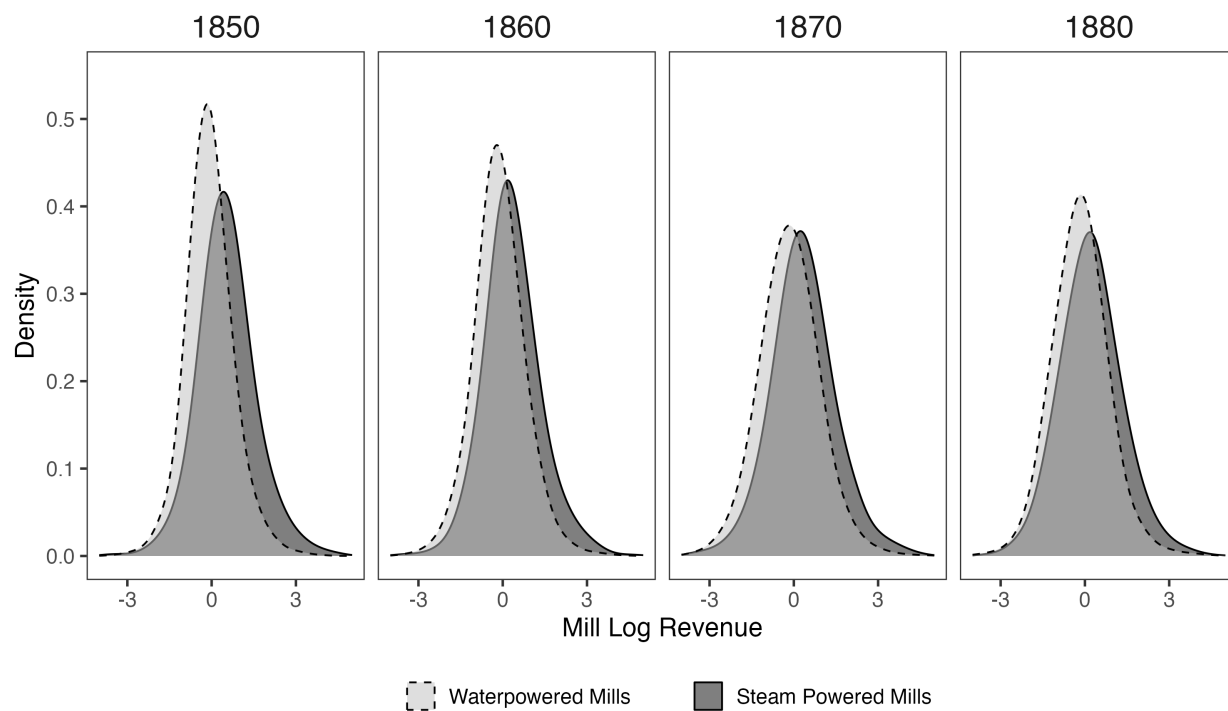 1850 1860 1870 1880
0.5
0.4
0.3
0.2
0.1
0.0
Density
-3 0 3 -3 0 3 -3 0 3 -3 0 3
Mill Log Revenue
Waterpowered Mills Steam Powered Mills